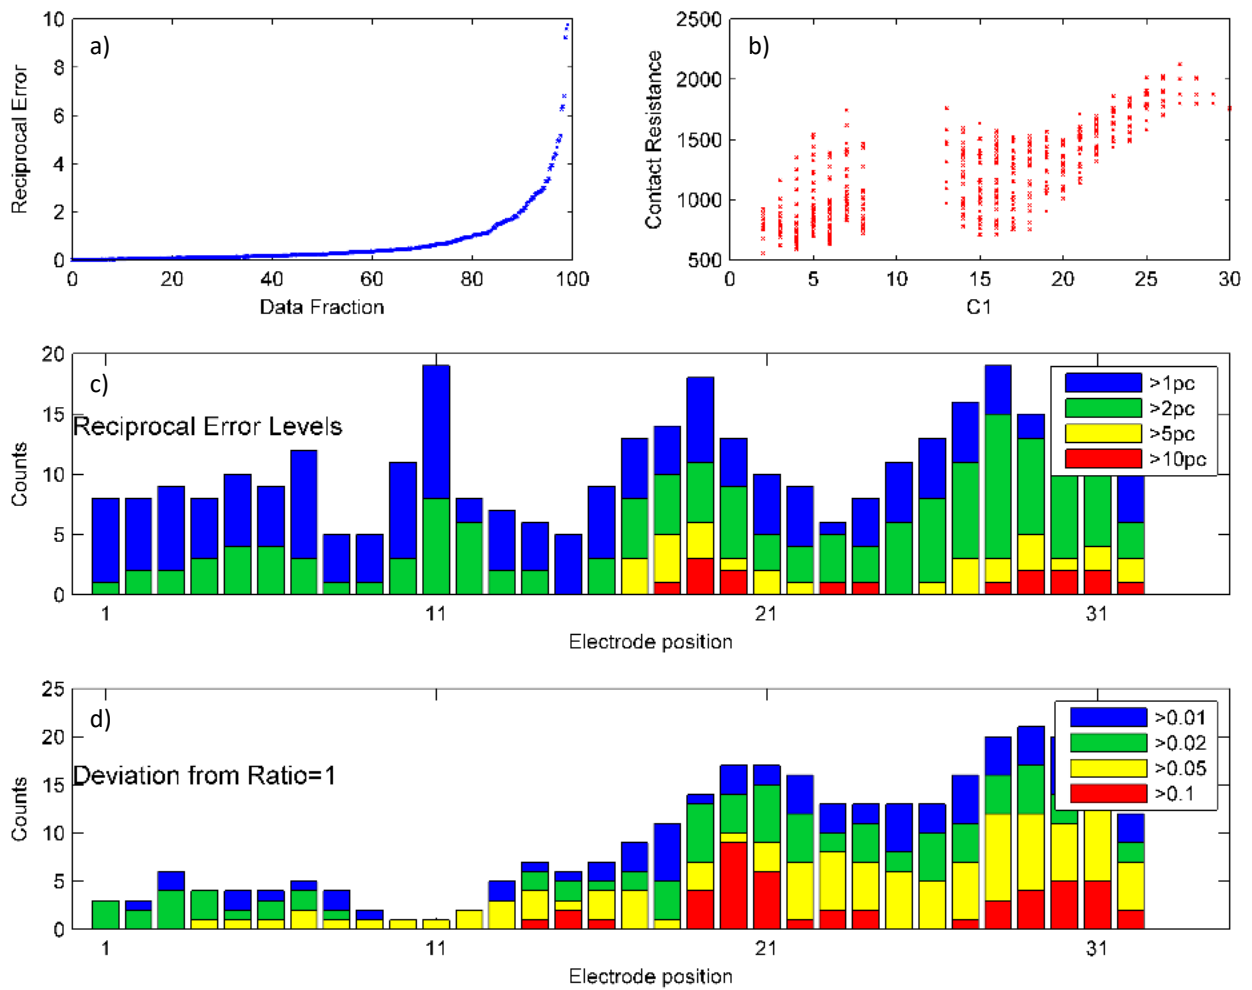 a)
Reciprocal Error
10
8
6
4
2
0
0 20 40 60 80 100
Data Fraction
b)
Contact Resistance
2500
2000
1500
1000
500
0 5 10 15 20 25 30
C1
c)
Reciprocal Error Levels
Counts
20
15
10
5
0
1 11 21 31
Electrode position
>1pc
>2pc
>5pc
>10pc
d)
Deviation from Ratio=1
Counts
25
20
15
10
5
0
1 11 21 31
Electrode position
>0.01
>0.02
>0.05
>0.1